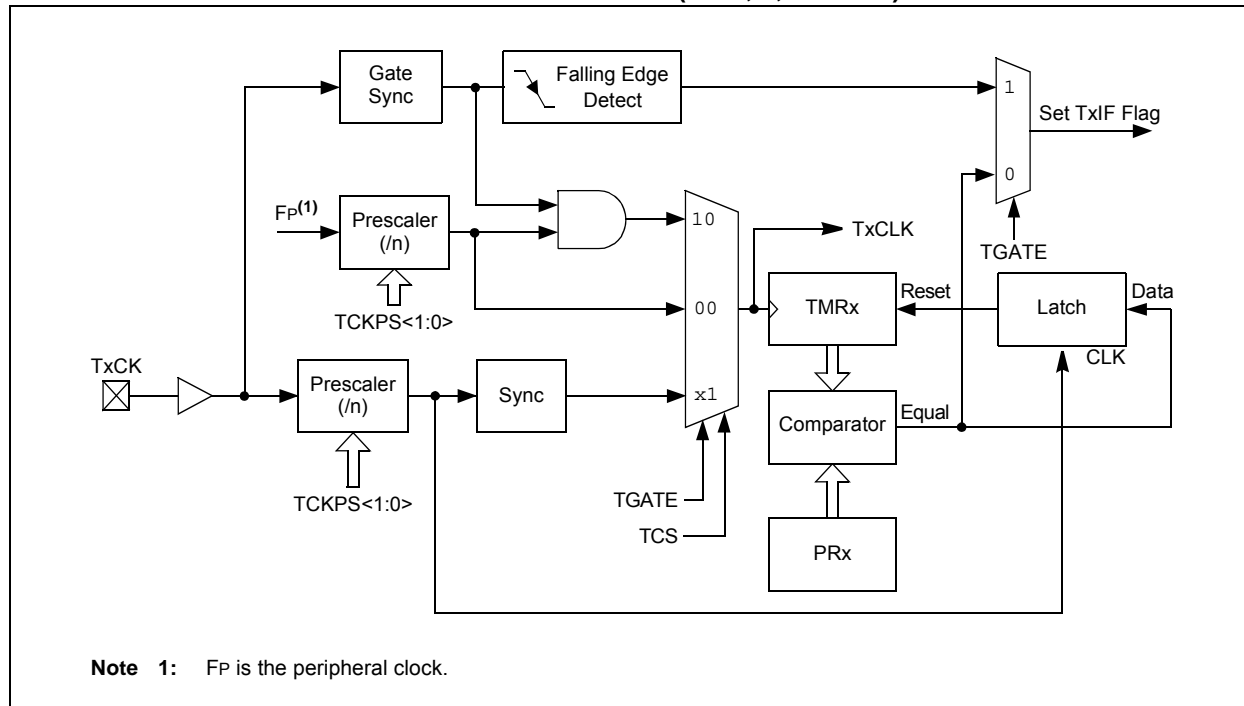 Gate
Sync
Falling Edge
Detect
1
Set TxIF Flag
0
TGATE
FP(1)
Prescaler
(/n)
TCKPS<1:0>
10
00
x1
TxCLK
TMRx
Reset
Latch
Data
CLK
TxCK
Prescaler
(/n)
TCKPS<1:0>
Sync
Comparator
Equal
TGATE
TCS
PRx
Note 1: FP is the peripheral clock.